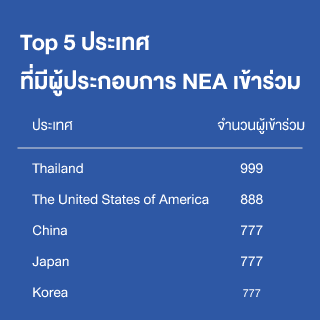 Top 5 ประเทศ
ที่มีผู้ประกอบการ NEA เข้าร่วม
ประเทศ จำนวนผู้เข้าร่วม
Thailand 999
The United States of America 888
China 777
Japan 777
Korea 777